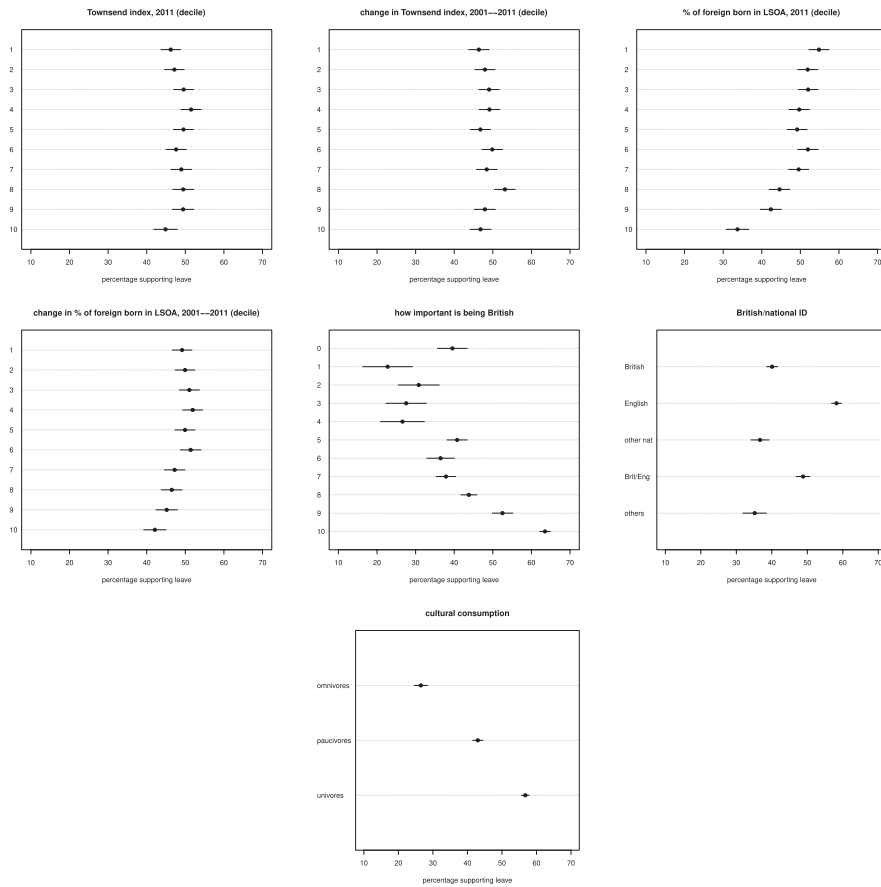 Townsend index, 2011 (decile)
1
2
3
4
5
6
7
8
9
10
10 20 30 40 50 60 70
percentage supporting leave
change in Townsend index, 2001−−2011 (decile)
1
2
3
4
5
6
7
8
9
10
10 20 30 40 50 60 70
percentage supporting leave
% of foreign born in LSOA, 2011 (decile)
1
2
3
4
5
6
7
8
9
10
10 20 30 40 50 60 70
percentage supporting leave
change in % of foreign born in LSOA, 2001−−2011 (decile)
1
2
3
4
5
6
7
8
9
10
10 20 30 40 50 60 70
percentage supporting leave
how important is being British
0
1
2
3
4
5
6
7
8
9
10
10 20 30 40 50 60 70
percentage supporting leave
British/national ID
British
English
other nat
Brit/Eng
others
10 20 30 40 50 60 70
percentage supporting leave
cultural consumption
omnivores
paucivores
univores
10 20 30 40 50 60 70
percentage supporting leave